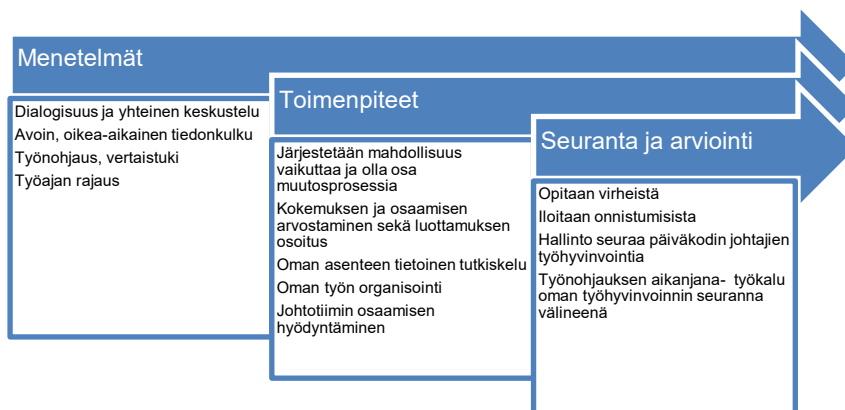 Menetelmät
Dialogisuus ja yhteinen keskustelu
Avoin, oikea-aikainen tiedonkulku
Työnohjaus, vertaistuki
Työajan rajaus
Toimenpiteet
Järjestetään mahdollisuus
vaikuttaa ja olla osa
muutosprosessia
Kokemuksen ja osaamisen
arvostaminen sekä luottamuksen
osoitus
Oman asenteen tietoinen tutkiskelu
Oman työn organisointi
Johtotiimin osaamisen
hyödyntäminen
Seuranta ja arviointi
Opitaan virheistä
Iloitaan onnistumisista
Hallinto seuraa päiväkodin johtajien
työhyvinvointia
Työnohjauksen aikanjana- työkalu
oman työhyvinvoinnin seuranna
välineenä